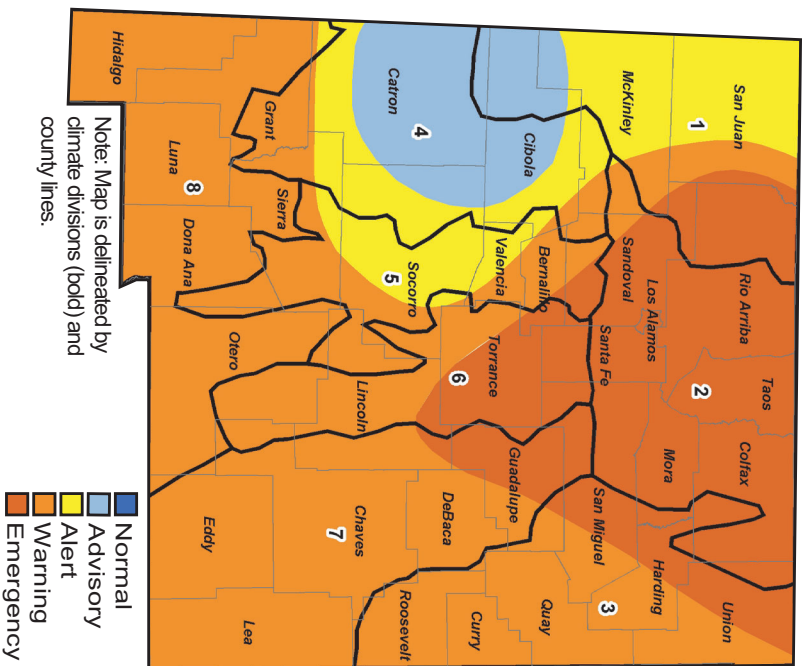 San Juan
Rio Arriba
Taos
Colfax
Union
1
2
McKinley
Los Alamos
Mora
Harding
Sandoval
Santa Fe
San Miguel
3
Cibola
Bernalillo
Valencia
Torrance
Guadalupe
Quay
6
Catron
4
Socorro
5
Lincoln
DeBaca
Curry
Roosevelt
Chaves
7
Grant
Sierra
Otero
Eddy
Lea
Luna
8
Dona Ana
Hidalgo
Note: Map is delineated by
climate divisions (bold) and
county lines.
Normal
Advisory
Alert
Warning
Emergency